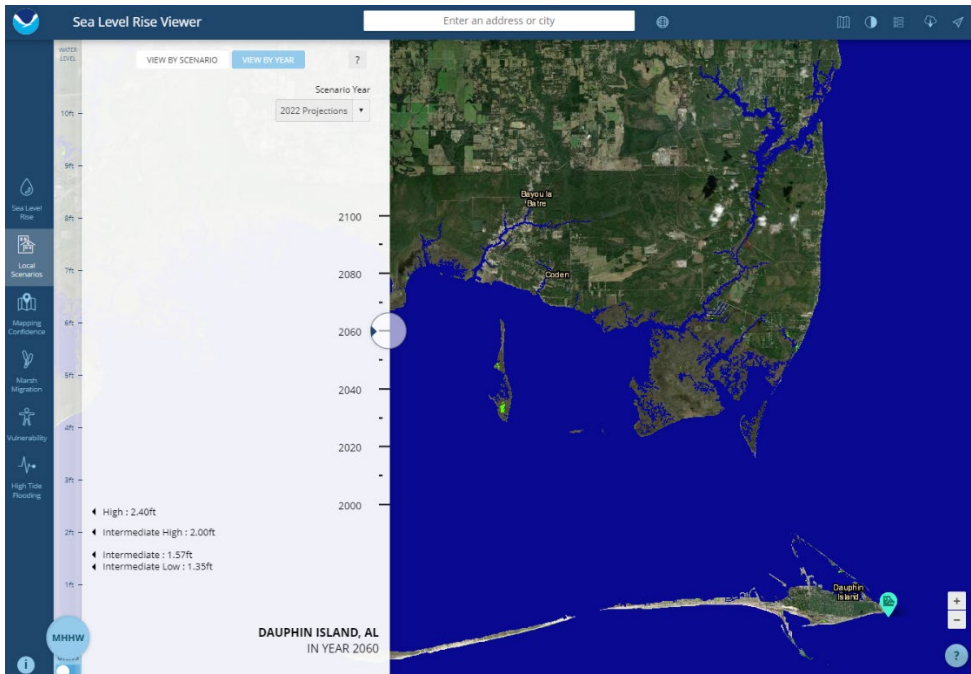 Sea Level Rise Viewer
Enter an address or city
WATER
LEVEL
VIEW BY SCENARIO
VIEW BY YEAR
?
Scenario Year
2022 Projections
10ft
9ft
8ft
7ft
6ft
5ft
4ft
3ft
2ft
1ft
MHHW
Sea Level
Rise
Local
Scenarios
Mapping
Confidence
Marsh
Migration
Vulnerability
High Tide
Flooding
i
2100
2080
2060
2040
2020
2000
High : 2.40ft
Intermediate High : 2.00ft
Intermediate : 1.57ft
Intermediate Low : 1.35ft
DAUPHIN ISLAND, AL
IN YEAR 2060
Bayou la
Batre
Coden
Dauphin
Island
+
−
?